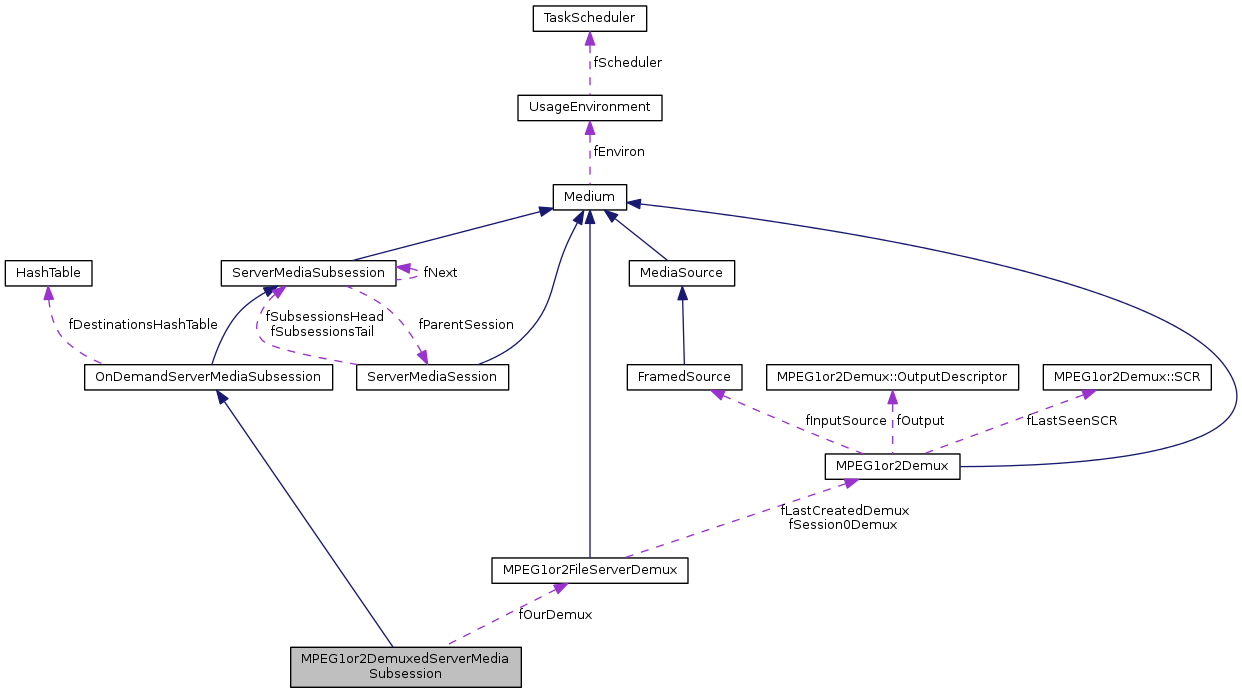 TaskScheduler
fScheduler
UsageEnvironment
fEnviron
Medium
HashTable
ServerMediaSubsession
fNext
MediaSource
fDestinationsHashTable
fSubsessionsHead
fSubsessionsTail
fParentSession
OnDemandServerMediaSubsession
ServerMediaSession
FramedSource
MPEG1or2Demux::OutputDescriptor
MPEG1or2Demux::SCR
fInputSource
fOutput
fLastSeenSCR
MPEG1or2Demux
fLastCreatedDemux
fSession0Demux
MPEG1or2FileServerDemux
fOurDemux
MPEG1or2DemuxedServerMedia
Subsession